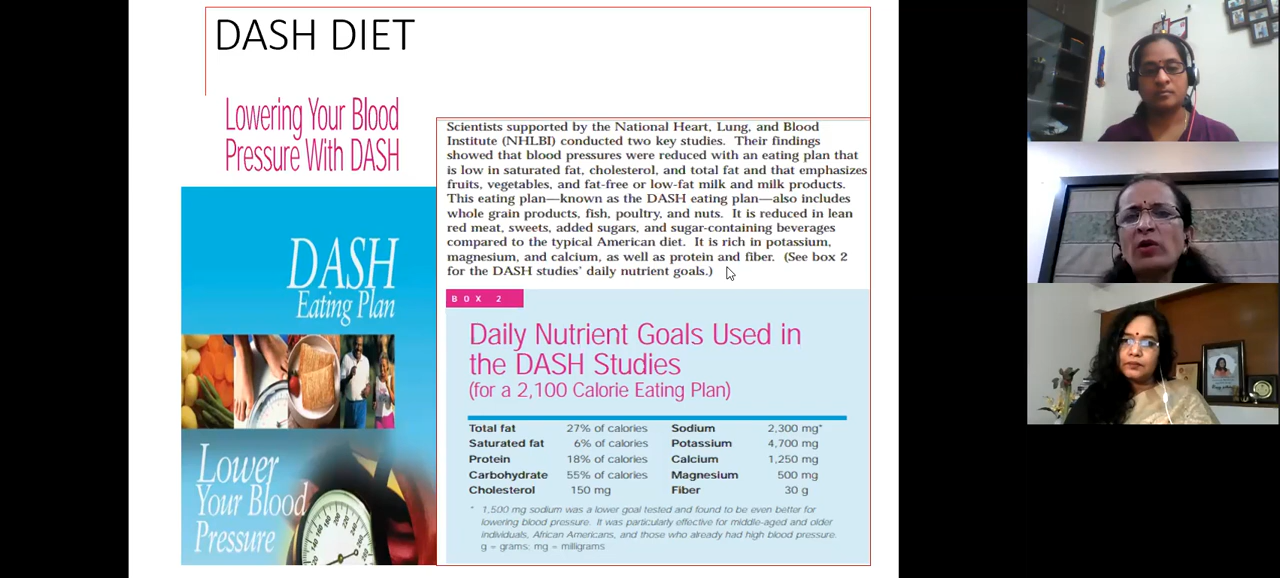 DASH DIET
Lowering Your Blood
Pressure With DASH
DASH
Eating Plan
Lower
Your Blood
Pressure
Scientists supported by the National Heart, Lung, and Blood
Institute (NHLBI) conducted two key studies. Their findings
showed that blood pressures were reduced with an eating plan that
is low in saturated fat, cholesterol, and total fat and that emphasizes
fruits, vegetables, and fat-free or low-fat milk and milk products.
This eating plan—known as the DASH eating plan—also includes
whole grain products, fish, poultry, and nuts. It is reduced in lean
red meat, sweets, added sugars, and sugar-containing beverages
compared to the typical American diet. It is rich in potassium,
magnesium, and calcium, as well as protein and fiber. (See box 2
for the DASH studies' daily nutrient goals.)
BOX 2
Daily Nutrient Goals Used in
the DASH Studies
(for a 2,100 Calorie Eating Plan)
Total fat 27% of calories Sodium 2,300 mg*
Saturated fat 6% of calories Potassium 4,700 mg
Protein 18% of calories Calcium 1,250 mg
Carbohydrate 55% of calories Magnesium 500 mg
Cholesterol 150 mg Fiber 30 g
* 1,500 mg sodium was a lower goal tested and found to be even better for
lowering blood pressure. It was particularly effective for middle-aged and older
individuals, African Americans, and those who already had high blood pressure.
g = grams; mg = milligrams